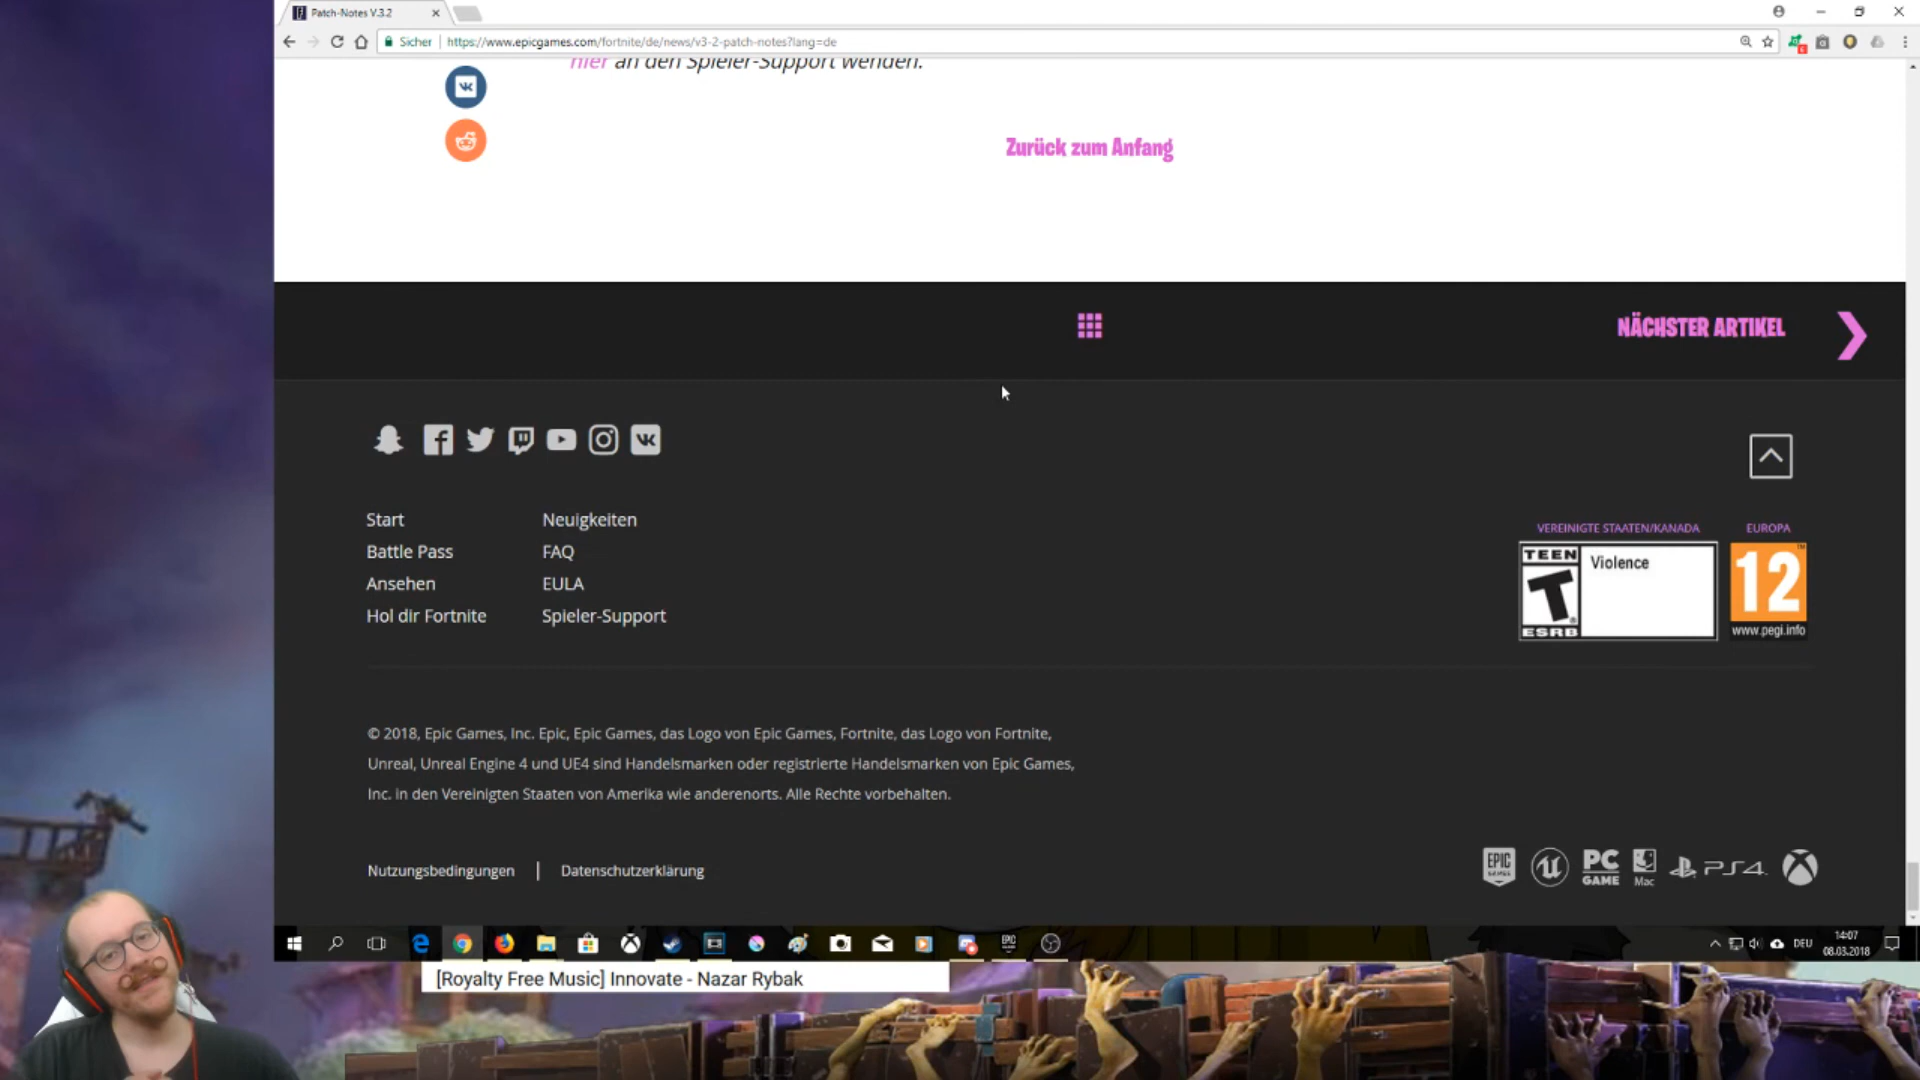 Patch-Notes V.3.2
Sicher | https://www.epicgames.com/fortnite/de/news/v3-2-patch-notes?lang=de
hier an den Spieler-Support wenden.
Zurück zum Anfang
NÄCHSTER ARTIKEL
Start
Neuigkeiten
Battle Pass
FAQ
Ansehen
EULA
Hol dir Fortnite
Spieler-Support
VEREINIGTE STAATEN/KANADA
EUROPA
TEEN
T
ESRB
Violence
12
www.pegi.info
© 2018, Epic Games, Inc. Epic, Epic Games, das Logo von Epic Games, Fortnite, das Logo von Fortnite,
Unreal, Unreal Engine 4 und UE4 sind Handelsmarken oder registrierte Handelsmarken von Epic Games,
Inc. in den Vereinigten Staaten von Amerika wie anderenorts. Alle Rechte vorbehalten.
Nutzungsbedingungen | Datenschutzerklärung
EPIC GAMES
PC GAME
Mac
PS4
DEU
14:07
08.03.2018
[Royalty Free Music] Innovate - Nazar Rybak